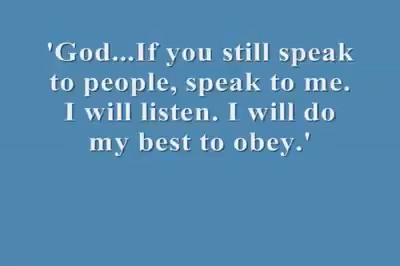 'God...If you still speak
to people, speak to me.
I will listen. I will do
my best to obey.'